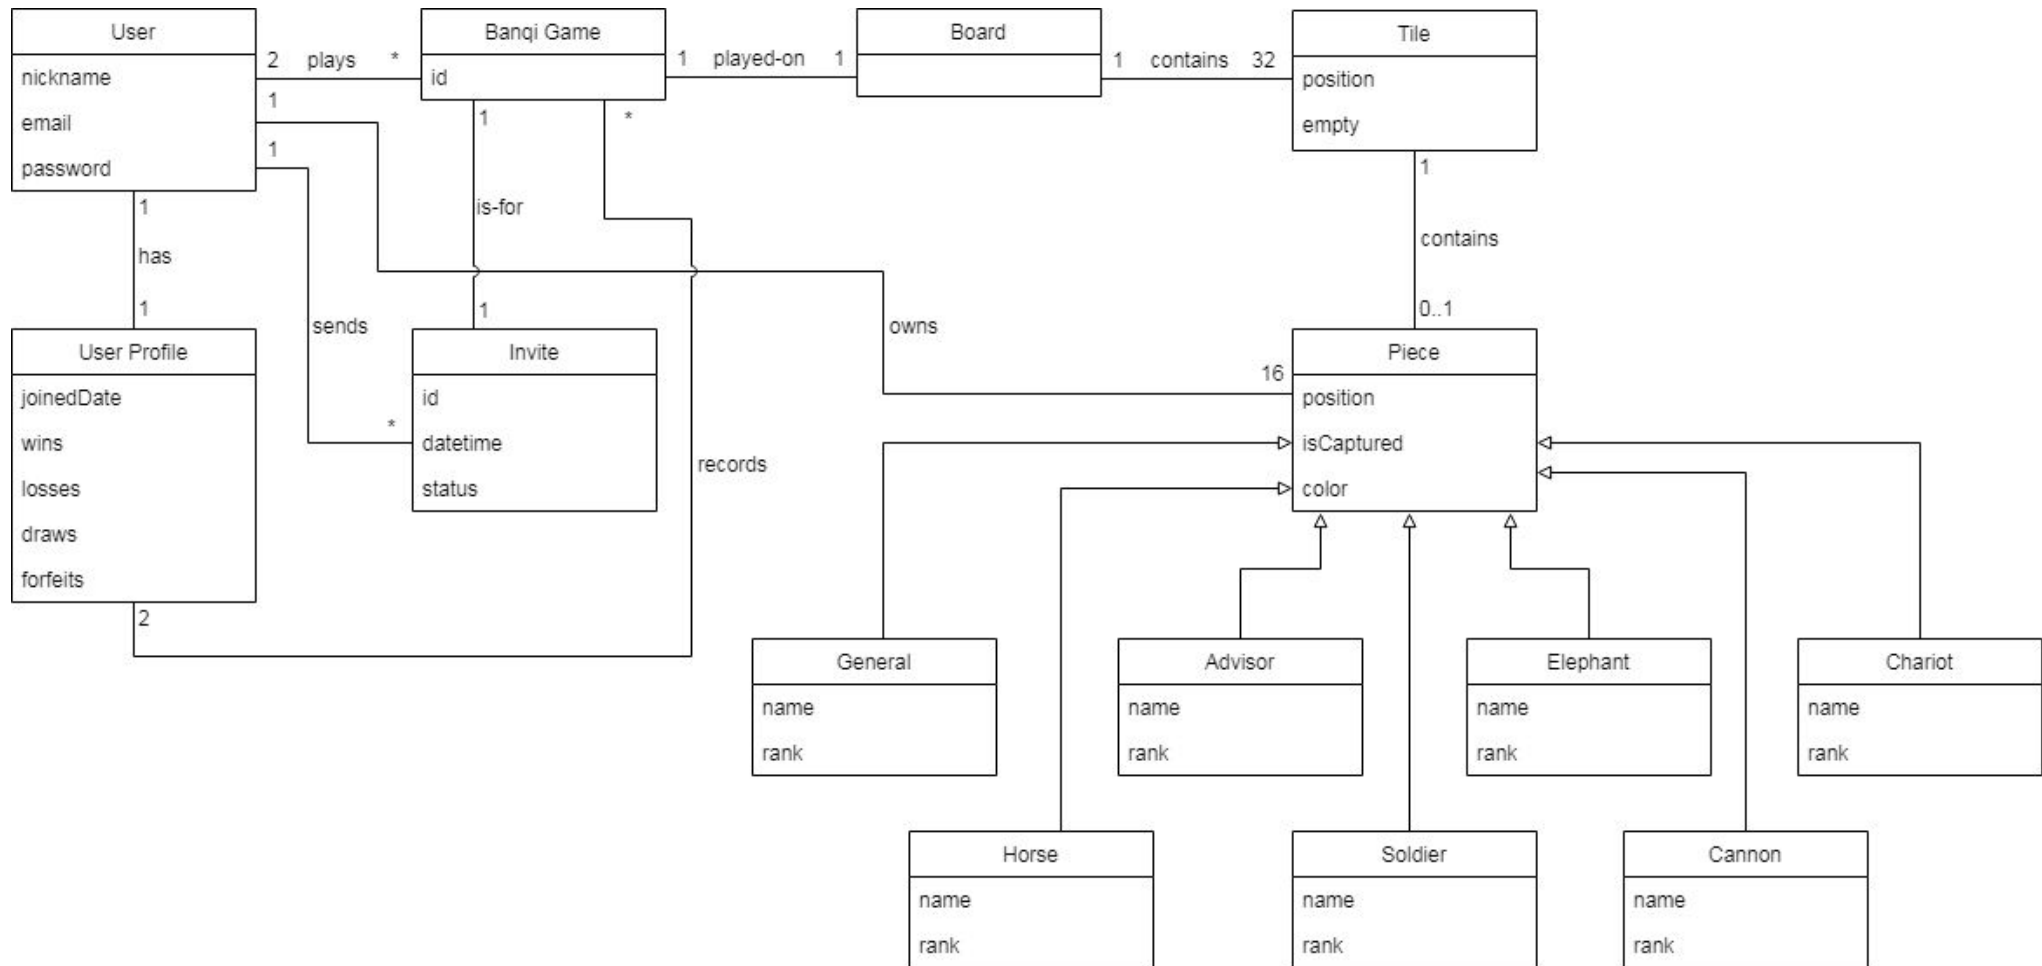 User
nickname
email
password
2 plays *
1
1
Banqi Game
id
1 played-on 1
Board
1 contains 32
Tile
position
empty
1
has
1
1
is-for
1
*
1
contains
0..1
sends
*
owns
16
records
User Profile
joinedDate
wins
losses
draws
forfeits
2
Invite
id
datetime
status
Piece
position
isCaptured
color
General
name
rank
Advisor
name
rank
Elephant
name
rank
Chariot
name
rank
Horse
name
rank
Soldier
name
rank
Cannon
name
rank